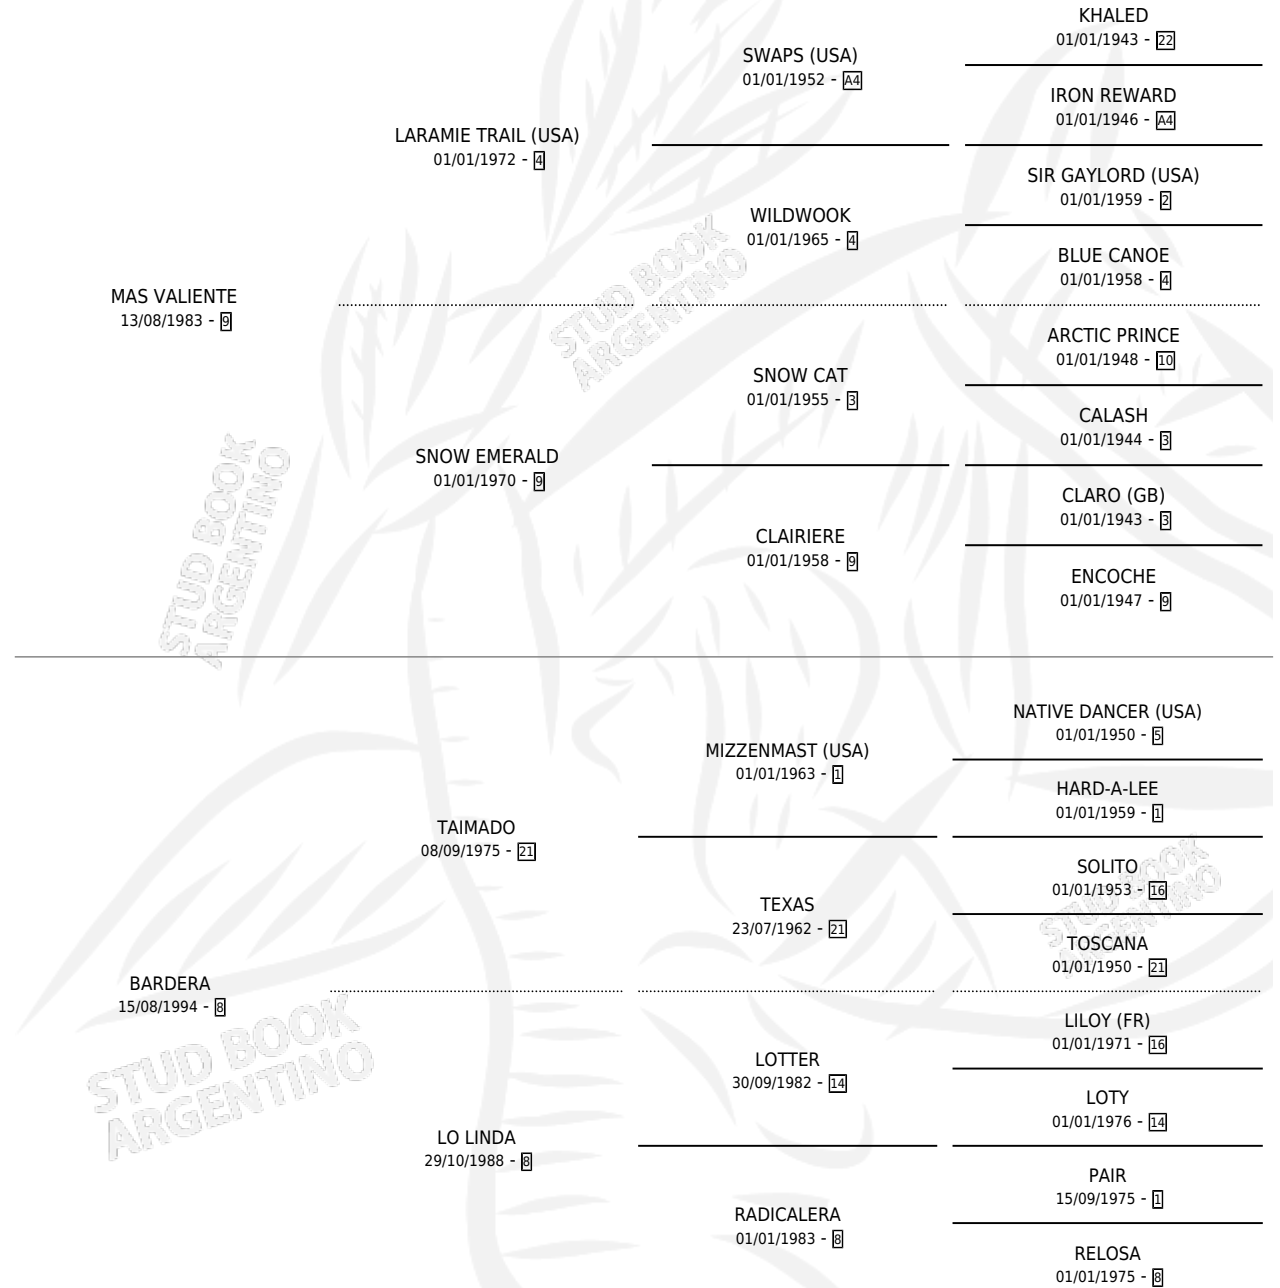 KHALED
01/01/1943 - 22
SWAPS (USA)
01/01/1952 - A4
IRON REWARD
01/01/1946 - A4
LARAMIE TRAIL (USA)
01/01/1972 - 4
SIR GAYLORD (USA)
01/01/1959 - 2
WILDWOOK
01/01/1965 - 4
BLUE CANOE
01/01/1958 - 4
MAS VALIENTE
13/08/1983 - 9
STUD BOOK
ARGENTINO
ARCTIC PRINCE
01/01/1948 - 10
SNOW CAT
01/01/1955 - 3
CALASH
01/01/1944 - 3
SNOW EMERALD
01/01/1970 - 9
CLARO (GB)
01/01/1943 - 3
CLAIRIERE
01/01/1958 - 9
ENCOCHE
01/01/1947 - 9
STUD BOOK
ARGENTINO
NATIVE DANCER (USA)
01/01/1950 - 5
MIZZENMAST (USA)
01/01/1963 - 1
HARD-A-LEE
01/01/1959 - 1
TAIMADO
08/09/1975 - 21
SOLITO
01/01/1953 - 16
TEXAS
23/07/1962 - 21
STUD BOOK
ARGENTINO
TOSCANA
01/01/1950 - 21
BARDERA
15/08/1994 - 8
LILOY (FR)
01/01/1971 - 16
LOTTER
30/09/1982 - 14
STUD BOOK
ARGENTINO
LOTY
01/01/1976 - 14
LO LINDA
29/10/1988 - 8
PAIR
15/09/1975 - 1
RADICALERA
01/01/1983 - 8
RELOSA
01/01/1975 - 8